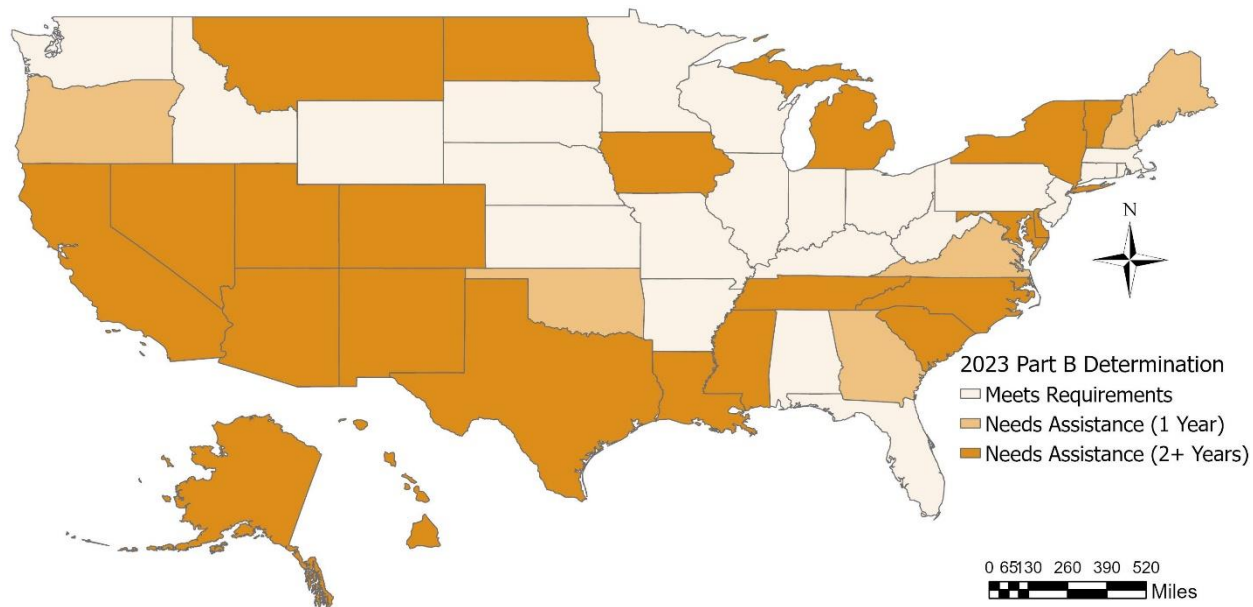 N
2023 Part B Determination
Meets Requirements
Needs Assistance (1 Year)
Needs Assistance (2+ Years)
0 65130 260 390 520
Miles